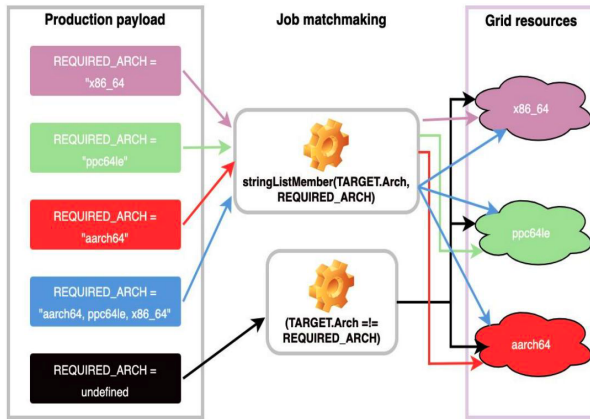 Production payload
Job matchmaking
Grid resources
REQUIRED_ARCH =
"x86_64
REQUIRED_ARCH =
"ppc64le"
REQUIRED_ARCH =
"aarch64"
REQUIRED_ARCH =
"aarch64, ppc64le, x86_64"
REQUIRED_ARCH =
undefined
stringListMember(TARGET.Arch,
REQUIRED_ARCH)
(TARGET.Arch =!=
REQUIRED_ARCH)
x86_64
ppc64le
aarch64